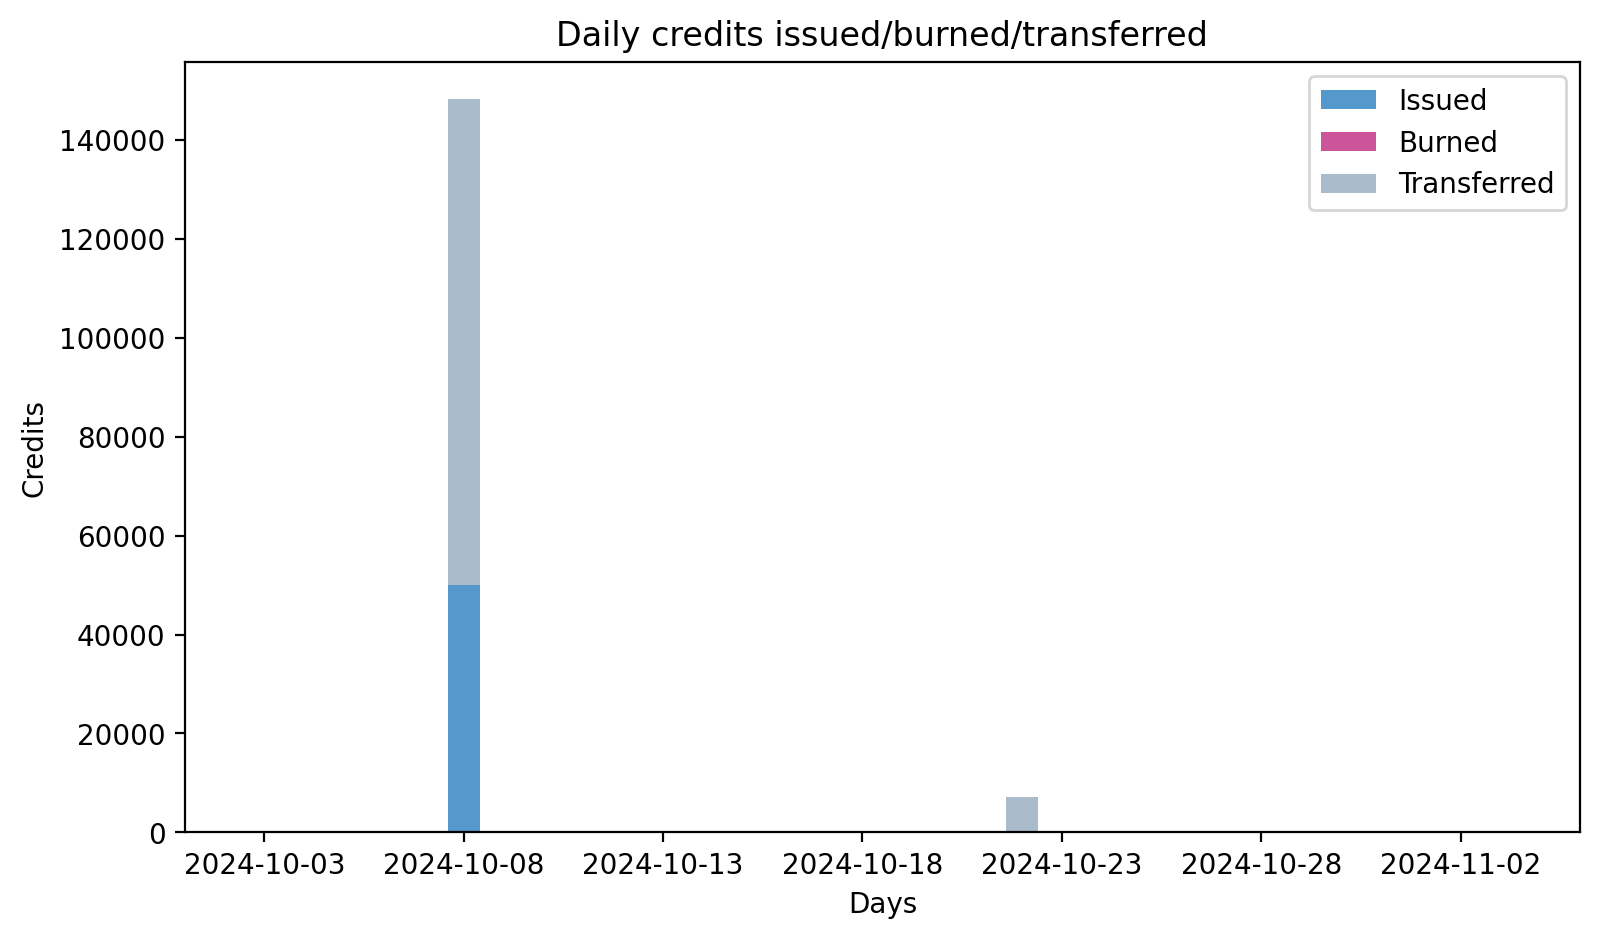 Daily credits issued/burned/transferred
Issued
Burned
Transferred
140000
120000
100000
80000
60000
40000
20000
0
Credits
2024-10-03 2024-10-08 2024-10-13 2024-10-18 2024-10-23 2024-10-28 2024-11-02
Days